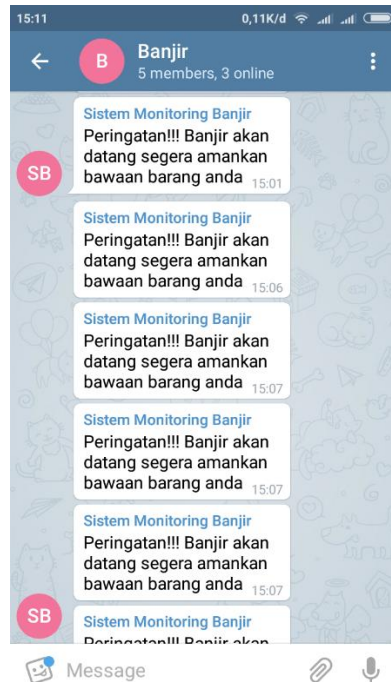 15:11 0,11K/d
B Banjir
5 members, 3 online
Sistem Monitoring Banjir
Peringatan!!! Banjir akan
datang segera amankan
bawaan barang anda 15:01
SB
Sistem Monitoring Banjir
Peringatan!!! Banjir akan
datang segera amankan
bawaan barang anda 15:06
Sistem Monitoring Banjir
Peringatan!!! Banjir akan
datang segera amankan
bawaan barang anda 15:07
Sistem Monitoring Banjir
Peringatan!!! Banjir akan
datang segera amankan
bawaan barang anda 15:07
Sistem Monitoring Banjir
Peringatan!!! Banjir akan
datang segera amankan
bawaan barang anda 15:07
SB
Sistem Monitoring Banjir
Peringatan!!! Banjir akan
Message